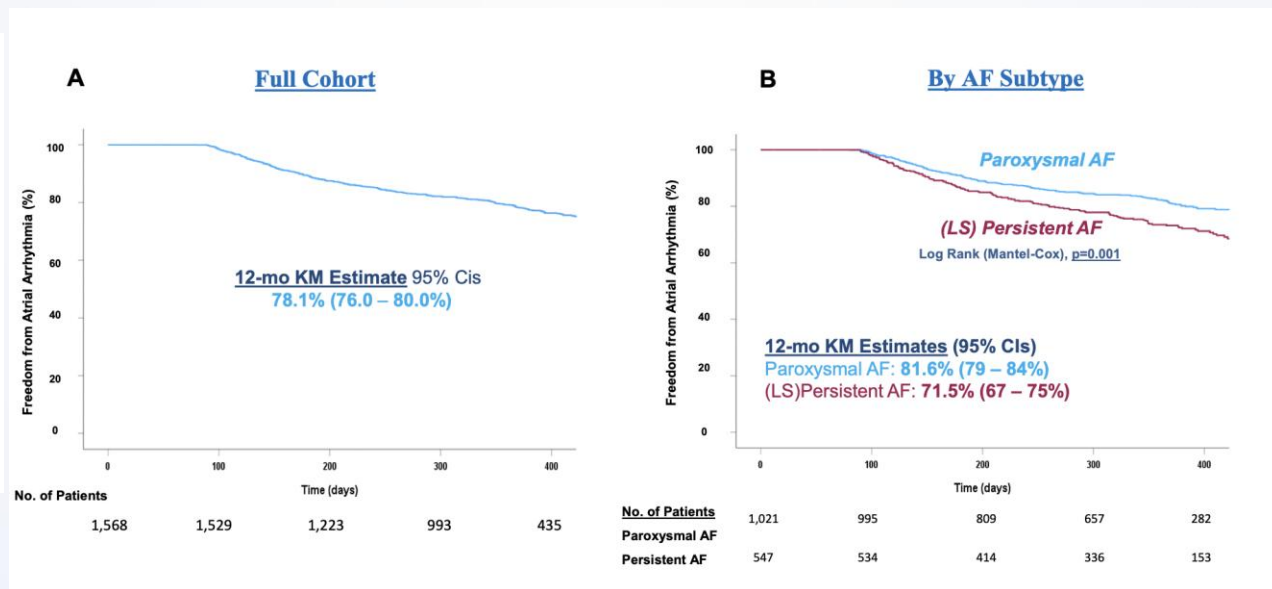 A
Full Cohort
Freedom from Atrial Arrhythmia (%)
100
80
60
40
20
0
12-mo KM Estimate 95% Cis
78.1% (76.0 – 80.0%)
0 100 200 300 400
Time (days)
No. of Patients
1,568 1,529 1,223 993 435
B
By AF Subtype
Freedom from Atrial Arrhythmia (%)
100
80
60
40
20
0
Paroxysmal AF
(LS) Persistent AF
Log Rank (Mantel-Cox), p=0.001
12-mo KM Estimates (95% CIs)
Paroxysmal AF: 81.6% (79 – 84%)
(LS)Persistent AF: 71.5% (67 – 75%)
0 100 200 300 400
Time (days)
No. of Patients
Paroxysmal AF 1,021 995 809 657 282
Persistent AF 547 534 414 336 153